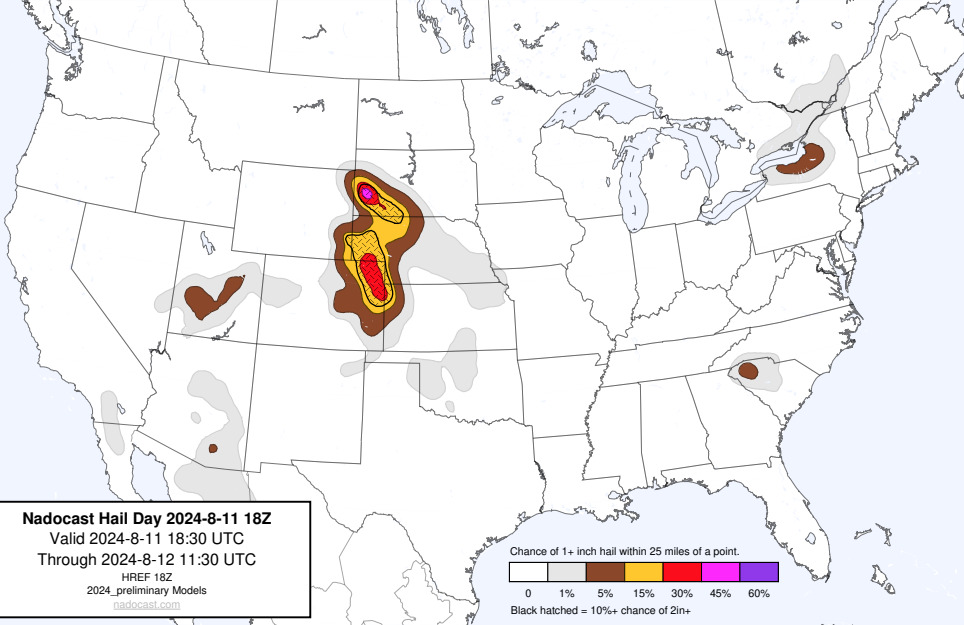 Nadocast Hail Day 2024-8-11 18Z
Valid 2024-8-11 18:30 UTC
Through 2024-8-12 11:30 UTC
HREF 18Z
2024_preliminary Models
nadocast.com
Chance of 1+ inch hail within 25 miles of a point.
0 1% 5% 15% 30% 45% 60%
Black hatched = 10%+ chance of 2in+